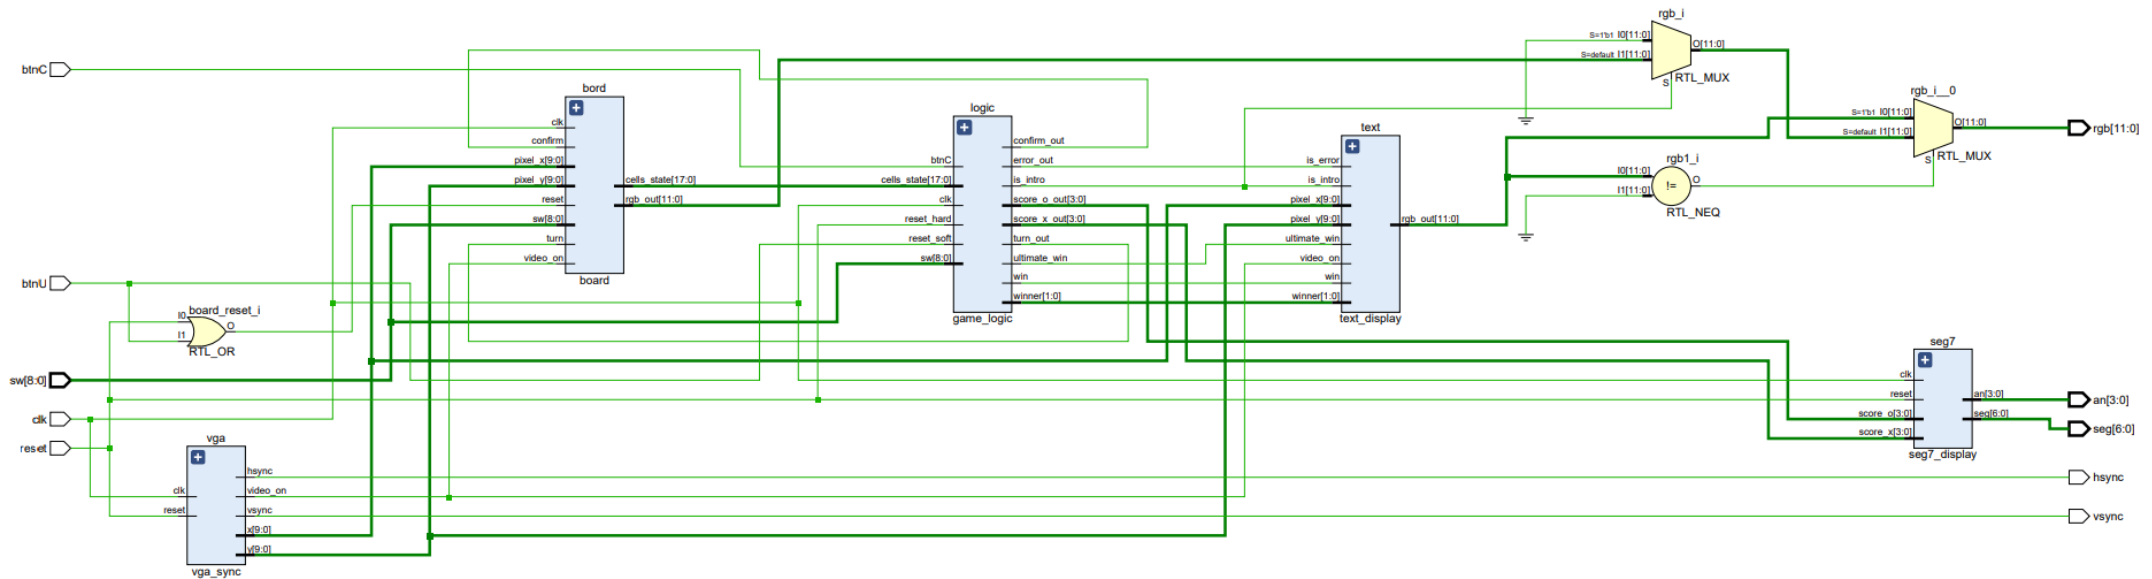 btnC
btnU
sw[8:0]
clk
reset
board_reset_i
I0
I1
O
RTL_OR
vga
clk
reset
hsync
video_on
vsync
x[9:0]
y[9:0]
vga_sync
bord
clk
confirm
pixel_x[9:0]
pixel_y[9:0]
reset
sw[8:0]
turn
video_on
cells_state[17:0]
rgb_out[11:0]
board
logic
btnC
cells_state[17:0]
clk
reset_hard
reset_soft
sw[8:0]
confirm_out
error_out
is_intro
score_o_out[3:0]
score_x_out[3:0]
turn_out
ultimate_win
win
winner[1:0]
game_logic
text
is_error
is_intro
pixel_x[9:0]
pixel_y[9:0]
ultimate_win
video_on
win
winner[1:0]
rgb_out[11:0]
text_display
rgb_i
S=1'b1 I0[11:0]
S=default I1[11:0]
S
O[11:0]
RTL_MUX
rgb1_i
I0[11:0]
I1[11:0]
!=
O
RTL_NEQ
rgb_i__0
S=1'b1 I0[11:0]
S=default I1[11:0]
S
O[11:0]
RTL_MUX
seg7
clk
reset
score_o[3:0]
score_x[3:0]
an[3:0]
seg[6:0]
seg7_display
rgb[11:0]
an[3:0]
seg[6:0]
hsync
vsync